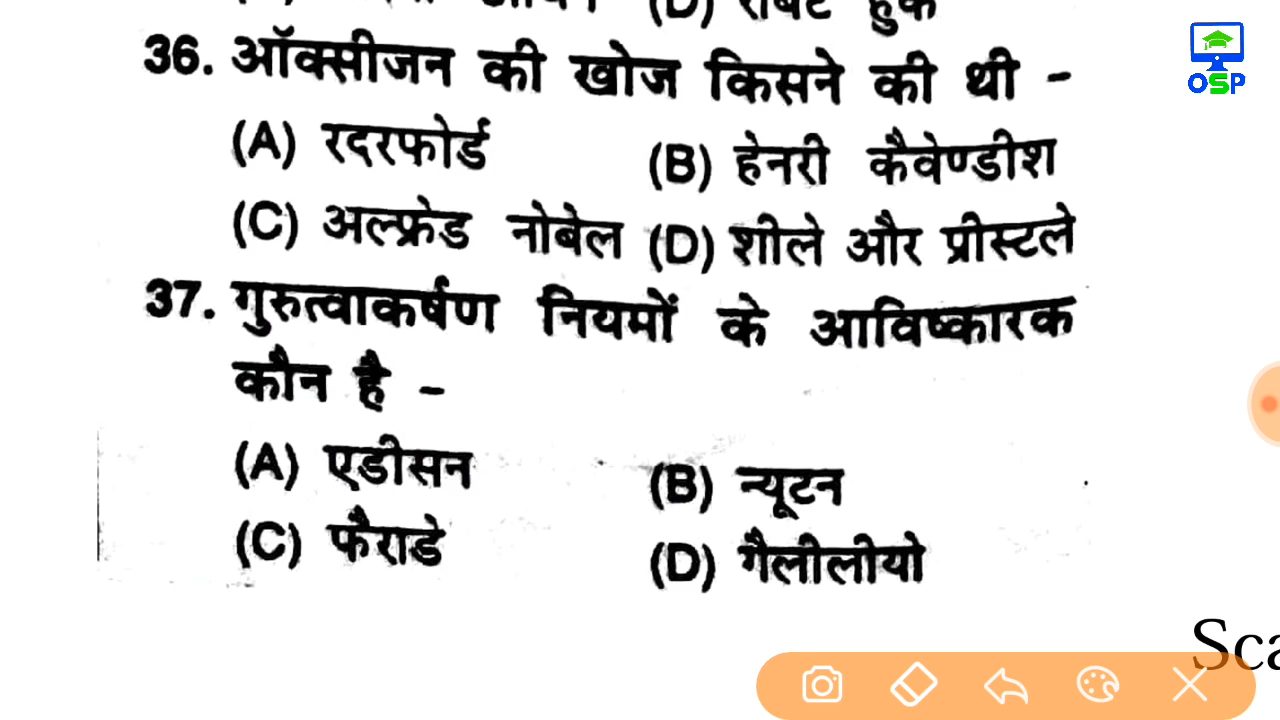 (D) रॉबर्ट हुक
OSP
36. ऑक्सीजन की खोज किसने की थी -
(A) रदरफोर्ड (B) हेनरी कैवेण्डीश
(C) अल्फ्रेड नोबेल (D) शीले और प्रीस्टले
37. गुरुत्वाकर्षण नियमों के आविष्कारक
कौन है -
(A) एडीसन (B) न्यूटन
(C) फैराडे (D) गैलीलीयो
Sca